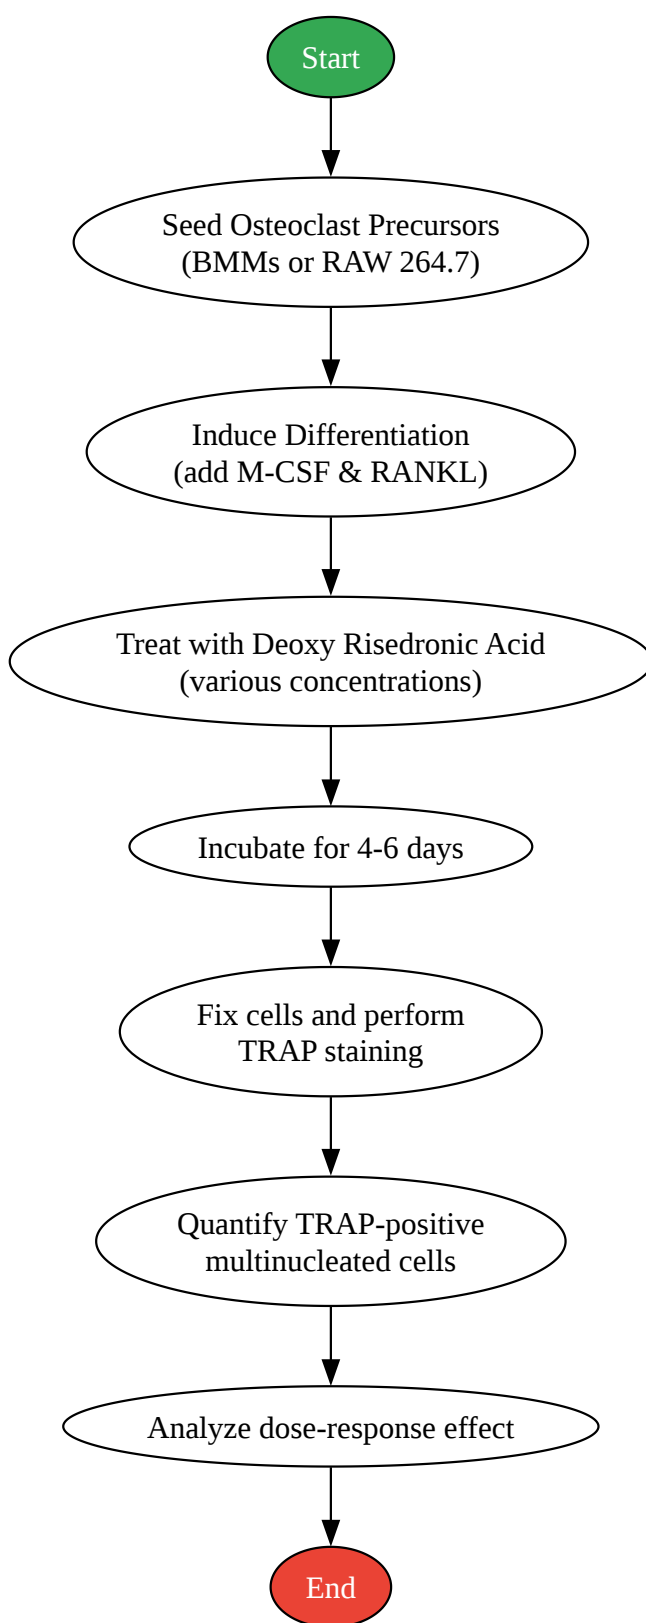 Start
Seed Osteoclast Precursors
(BMMs or RAW 264.7)
Induce Differentiation
(add M-CSF & RANKL)
Treat with Deoxy Risedronic Acid
(various concentrations)
Incubate for 4-6 days
Fix cells and perform
TRAP staining
Quantify TRAP-positive
multinucleated cells
Analyze dose-response effect
End